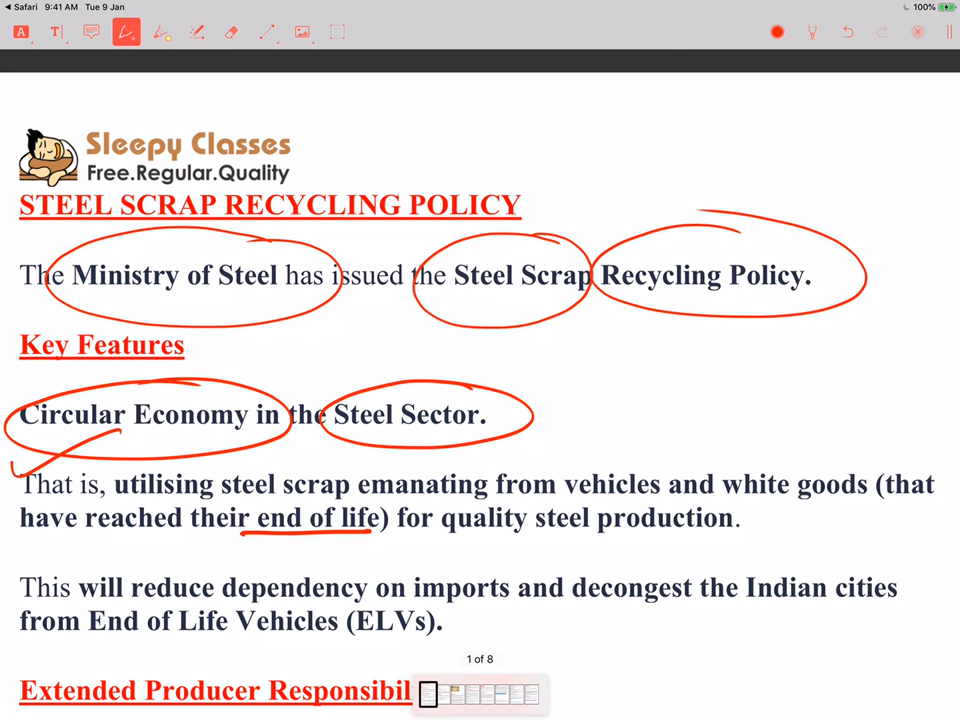 Safari 9:41 AM Tue 9 Jan 100%
A T
Sleepy Classes
Free.Regular.Quality
STEEL SCRAP RECYCLING POLICY
The Ministry of Steel has issued the Steel Scrap Recycling Policy.
Key Features
Circular Economy in the Steel Sector.
That is, utilising steel scrap emanating from vehicles and white goods (that
have reached their end of life) for quality steel production.
This will reduce dependency on imports and decongest the Indian cities
from End of Life Vehicles (ELVs).
1 of 8
Extended Producer Responsibil